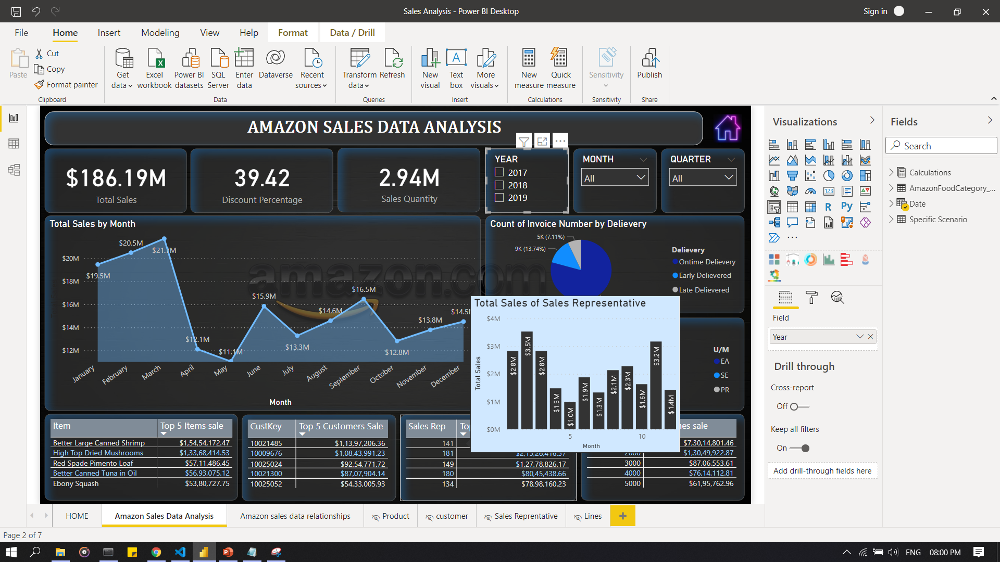 Sales Analysis - Power BI Desktop
Sign in
File Home Insert Modeling View Help Format Data / Drill
Paste
Cut
Copy
Format painter
Clipboard
Get data
Excel workbook
Power BI datasets
SQL Server
Enter data
Dataverse
Recent sources
Data
Transform data
Refresh
Queries
New visual
Text box
More visuals
Insert
New measure
Quick measure
Calculations
Sensitivity
Sensitivity
Publish
Share
AMAZON SALES DATA ANALYSIS
$186.19M
Total Sales
39.42
Discount Percentage
2.94M
Sales Quantity
YEAR
2017
2018
2019
MONTH
All
QUARTER
All
Total Sales by Month
amazon.com
$20M
$18M
$16M
$14M
$12M
$19.5M
$20.5M
$21.7M
$12.1M
$11.1M
$15.9M
$13.3M
$14.6M
$16.5M
$12.8M
$13.8M
$14.5
January February March April May June July August September October November December
Month
Count of Invoice Number by Delievery
5K (7.11%)
9K (13.74%)
Delievery
Ontime Delievery
Early Delievered
Late Delievered
Total Sales of Sales Representative
Total Sales
$4M
$3M
$2M
$1M
$0M
$2.8M $3.5M $2.8M $1.5M $1.0M $1.9M $1.3M $2.1M $2.3M $1.6M $3.2M $1.4M
5 10
Month
U/M
EA
SE
PR
Item Top 5 Items sale
Better Large Canned Shrimp $1,54,54,172.47
High Top Dried Mushrooms $1,33,68,414.53
Red Spade Pimento Loaf $57,11,486.45
Better Canned Tuna in Oil $56,93,075.12
Ebony Squash $53,80,727.75
CustKey Top 5 Customers Sale
10021485 $1,13,97,206.36
10009676 $1,08,43,991.23
10025024 $92,54,771.72
10021300 $87,07,904.14
10025052 $54,33,005.93
Sales Rep To
141
181 $2,15,26,416.57
149 $1,27,78,826.17
180 $80,45,438.66
134 $78,98,160.23
nes sale
$7,30,14,801.46
2000 $1,30,49,922.87
3000 $87,06,553.61
4000 $76,14,112.81
5000 $61,95,762.96
Visualizations
R
Py
123
Field
Year
Drill through
Cross-report
Off
Keep all filters
On
Add drill-through fields here
Fields
Search
Calculations
AmazonFoodCategory_...
Date
Specific Scenario
HOME
Amazon Sales Data Analysis
Amazon sales data relationships
Product
customer
Sales Reprentative
Lines
+
Page 2 of 7
ENG
08:00 PM